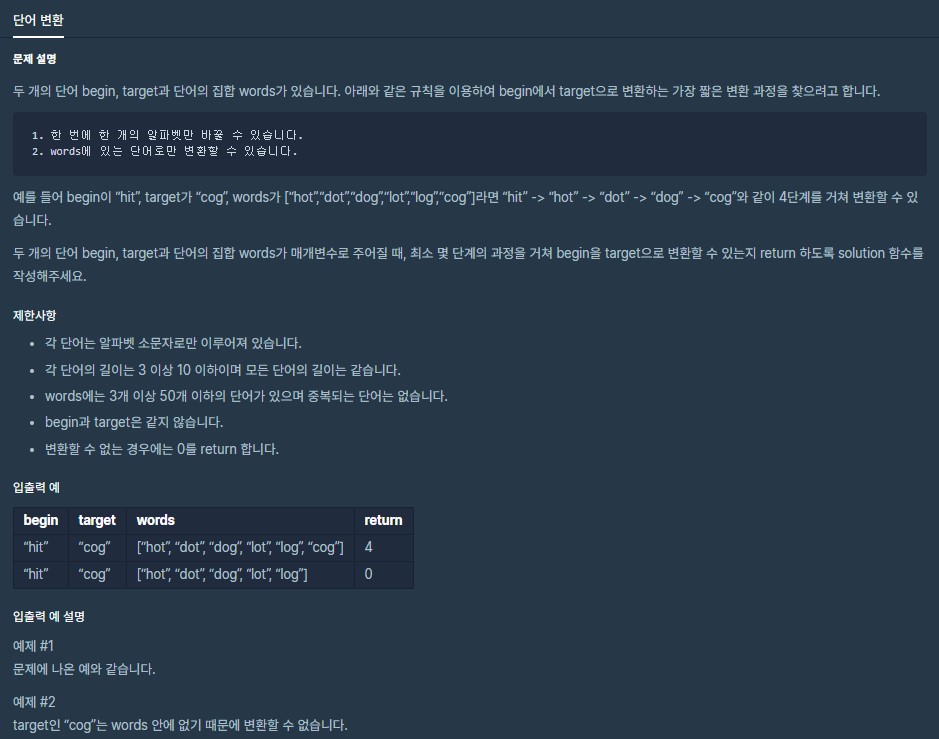 단어 변환
문제 설명
두 개의 단어 begin, target과 단어의 집합 words가 있습니다. 아래와 같은 규칙을 이용하여 begin에서 target으로 변환하는 가장 짧은 변환 과정을 찾으려고 합니다.
1. 한 번에 한 개의 알파벳만 바꿀 수 있습니다.
2. words에 있는 단어로만 변환할 수 있습니다.
예를 들어 begin이 “hit”, target가 “cog”, words가 [“hot”,“dot”,“dog”,“lot”,“log”,“cog”]라면 “hit” -> “hot” -> “dot” -> “dog” -> “cog”와 같이 4단계를 거쳐 변환할 수 있
습니다.
두 개의 단어 begin, target과 단어의 집합 words가 매개변수로 주어질 때, 최소 몇 단계의 과정을 거쳐 begin을 target으로 변환할 수 있는지 return 하도록 solution 함수를
작성해주세요.
제한사항
• 각 단어는 알파벳 소문자로만 이루어져 있습니다.
• 각 단어의 길이는 3 이상 10 이하이며 모든 단어의 길이는 같습니다.
• words에는 3개 이상 50개 이하의 단어가 있으며 중복되는 단어는 없습니다.
• begin과 target은 같지 않습니다.
• 변환할 수 없는 경우에는 0를 return 합니다.
입출력 예
begin target words return
“hit” “cog” [“hot”, “dot”, “dog”, “lot”, “log”, “cog”] 4
“hit” “cog” [“hot”, “dot”, “dog”, “lot”, “log”] 0
입출력 예 설명
예제 #1
문제에 나온 예와 같습니다.
예제 #2
target인 “cog”는 words 안에 없기 때문에 변환할 수 없습니다.